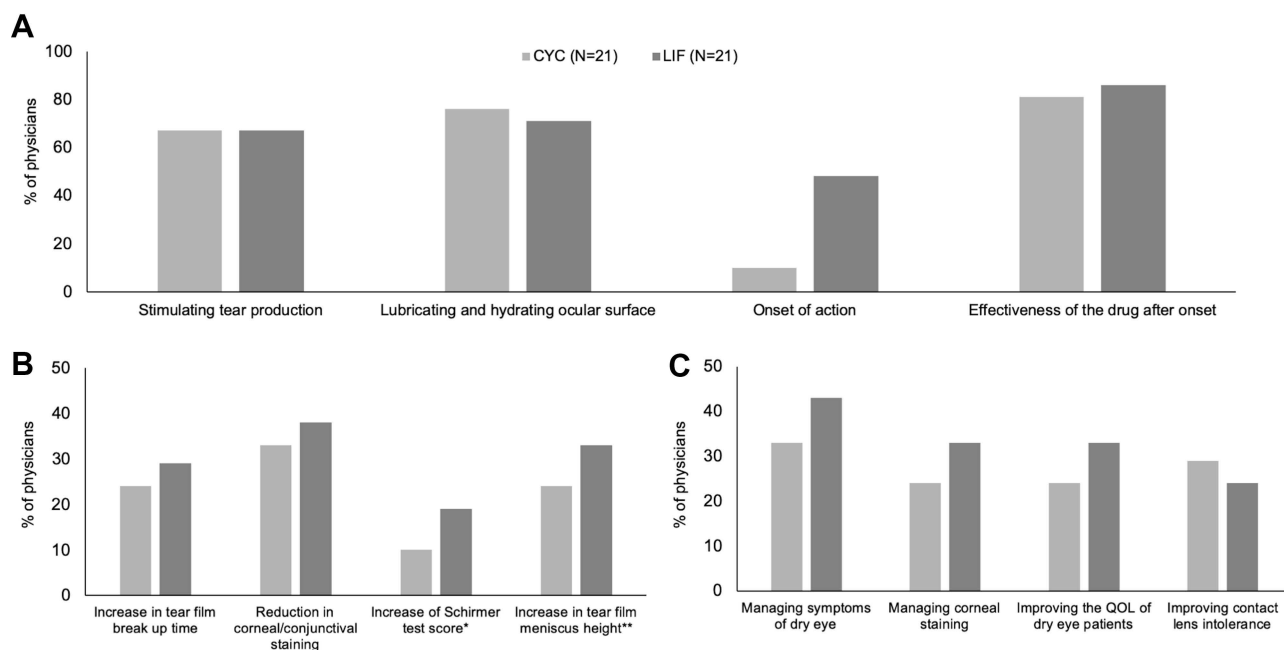 A
CYC (N=21) LIF (N=21)
% of physicians
100
80
60
40
20
0
Stimulating tear production Lubricating and hydrating ocular surface Onset of action Effectiveness of the drug after onset
B
% of physicians
50
40
30
20
10
0
Increase in tear film Reduction in Increase of Schirmer Increase in tear film
break up time corneal/conjunctival test score* meniscus height**
staining
C
% of physicians
50
40
30
20
10
0
Managing symptoms Managing corneal Improving the QOL of Improving contact
of dry eye staining dry eye patients lens intolerance